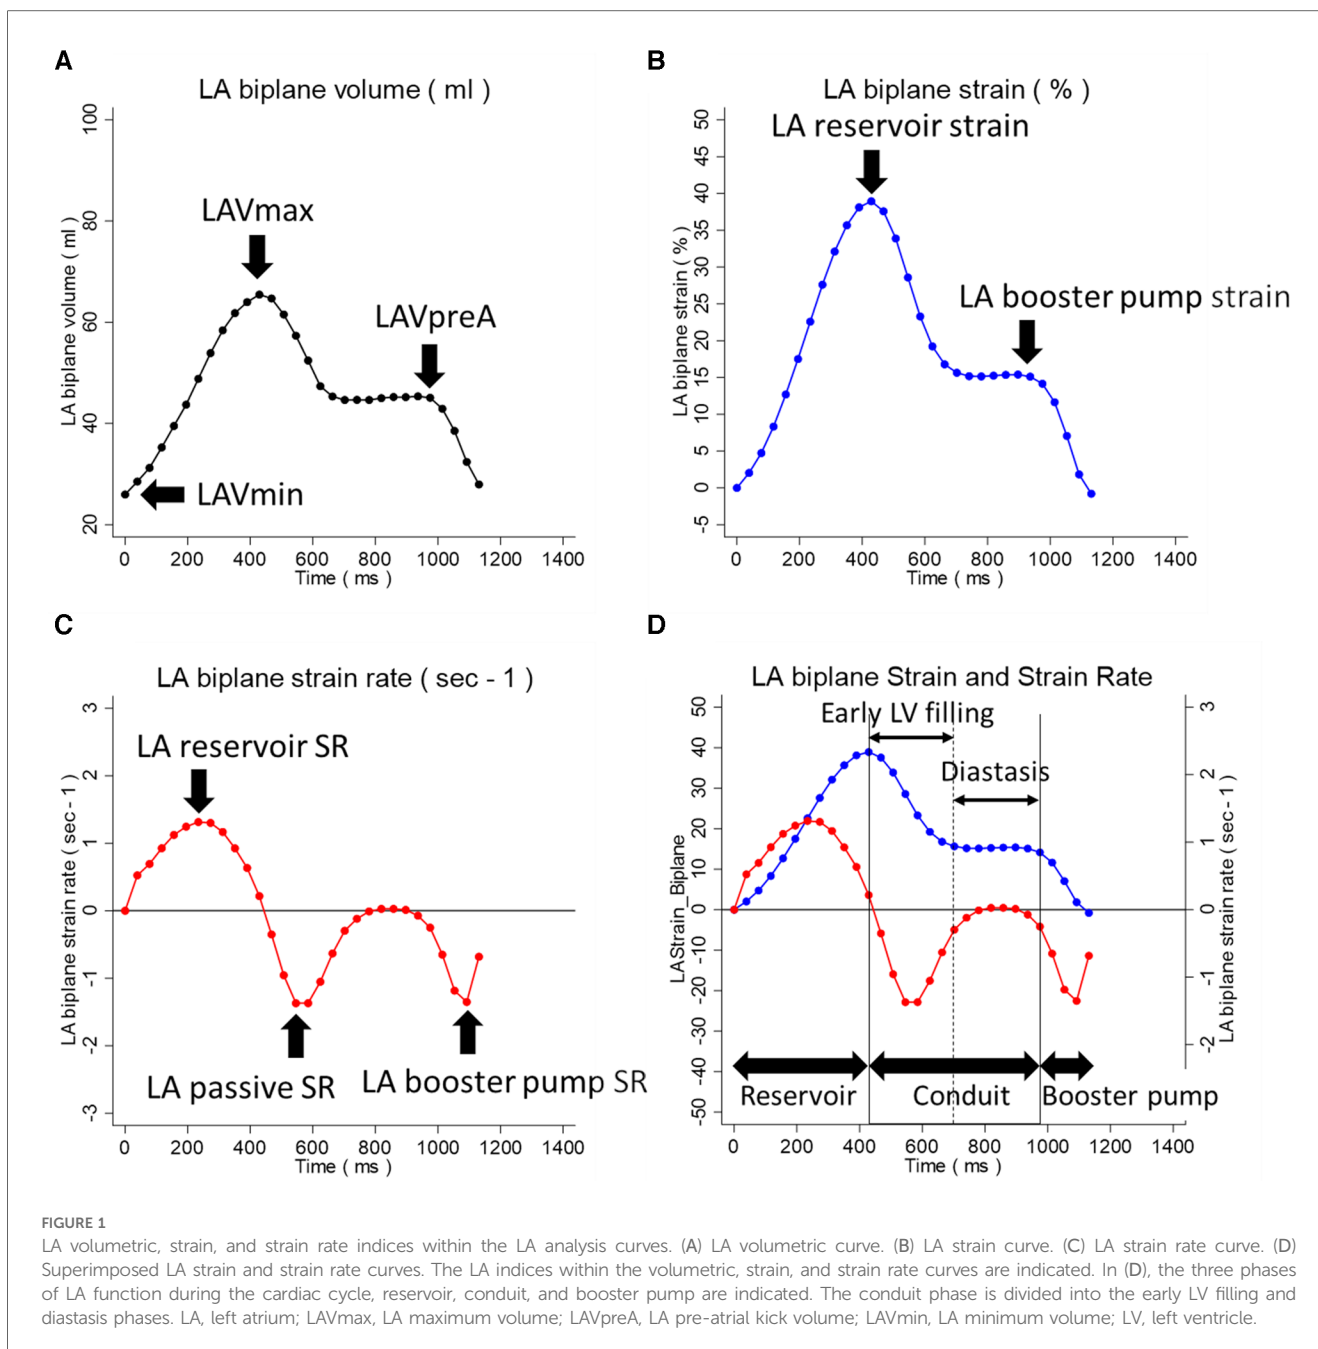 A
LA biplane volume ( ml )
LA biplane volume ( ml )
100
80
60
40
20
LAVmax
LAVpreA
LAVmin
0 200 400 600 800 1000 1200 1400
Time ( ms )
B
LA biplane strain ( % )
LA reservoir strain
LA biplane strain ( % )
50
45
40
35
30
25
20
15
10
5
0
-5
LA booster pump strain
0 200 400 600 800 1000 1200 1400
Time ( ms )
C
LA biplane strain rate ( sec - 1 )
LA biplane strain rate ( sec - 1 )
3
2
1
0
-1
-2
-3
LA reservoir SR
LA passive SR
LA booster pump SR
0 200 400 600 800 1000 1200 1400
Time ( ms )
D
LA biplane Strain and Strain Rate
Early LV filling
Diastasis
LAStrain_Biplane
50
40
30
20
10
0
-10
-20
-30
-40
-50
LA biplane strain rate ( sec - 1 )
3
2
1
0
-1
-2
Reservoir Conduit Booster pump
0 200 400 600 800 1000 1200 1400
Time ( ms )
FIGURE 1
LA volumetric, strain, and strain rate indices within the LA analysis curves. (A) LA volumetric curve. (B) LA strain curve. (C) LA strain rate curve. (D)
Superimposed LA strain and strain rate curves. The LA indices within the volumetric, strain, and strain rate curves are indicated. In (D), the three phases
of LA function during the cardiac cycle, reservoir, conduit, and booster pump are indicated. The conduit phase is divided into the early LV filling and
diastasis phases. LA, left atrium; LAVmax, LA maximum volume; LAVpreA, LA pre-atrial kick volume; LAVmin, LA minimum volume; LV, left ventricle.